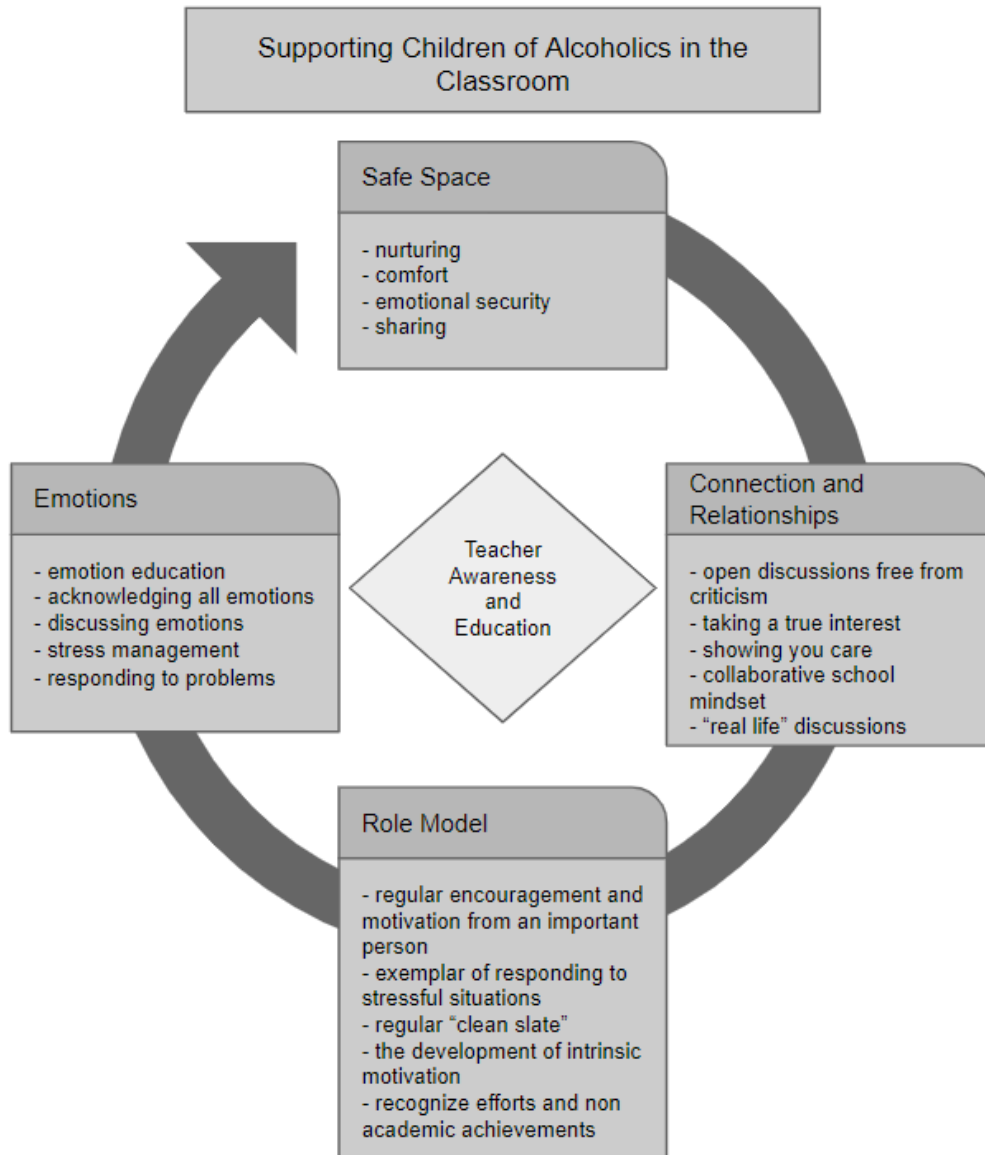 Supporting Children of Alcoholics in the
Classroom
Safe Space
- nurturing
- comfort
- emotional security
- sharing
Connection and
Relationships
- open discussions free from
criticism
- taking a true interest
- showing you care
- collaborative school
mindset
- “real life” discussions
Role Model
- regular encouragement and
motivation from an important
person
- exemplar of responding to
stressful situations
- regular “clean slate”
- the development of intrinsic
motivation
- recognize efforts and non
academic achievements
Emotions
- emotion education
- acknowledging all emotions
- discussing emotions
- stress management
- responding to problems
Teacher
Awareness
and
Education